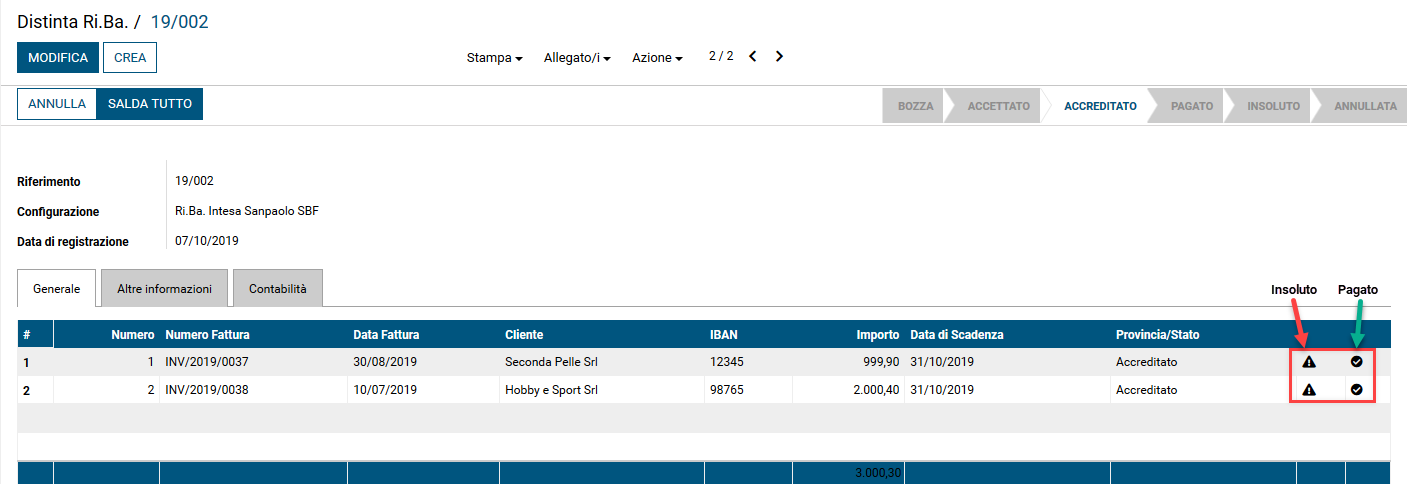 Distinta Ri.Ba. / 19/002
MODIFICA CREA Stampa Allegato/i Azione 2 / 2
ANNULLA SALDA TUTTO BOZZA ACCETTATO ACCREDITATO PAGATO INSOLUTO ANNULLATA
Riferimento 19/002
Configurazione Ri.Ba. Intesa Sanpaolo SBF
Data di registrazione 07/10/2019
Generale Altre informazioni Contabilità Insoluto Pagato
# Numero Numero Fattura Data Fattura Cliente IBAN Importo Data di Scadenza Provincia/Stato
1 1 INV/2019/0037 30/08/2019 Seconda Pelle Srl 12345 999,90 31/10/2019 Accreditato
2 2 INV/2019/0038 10/07/2019 Hobby e Sport Srl 98765 2.000,40 31/10/2019 Accreditato
3.000,30